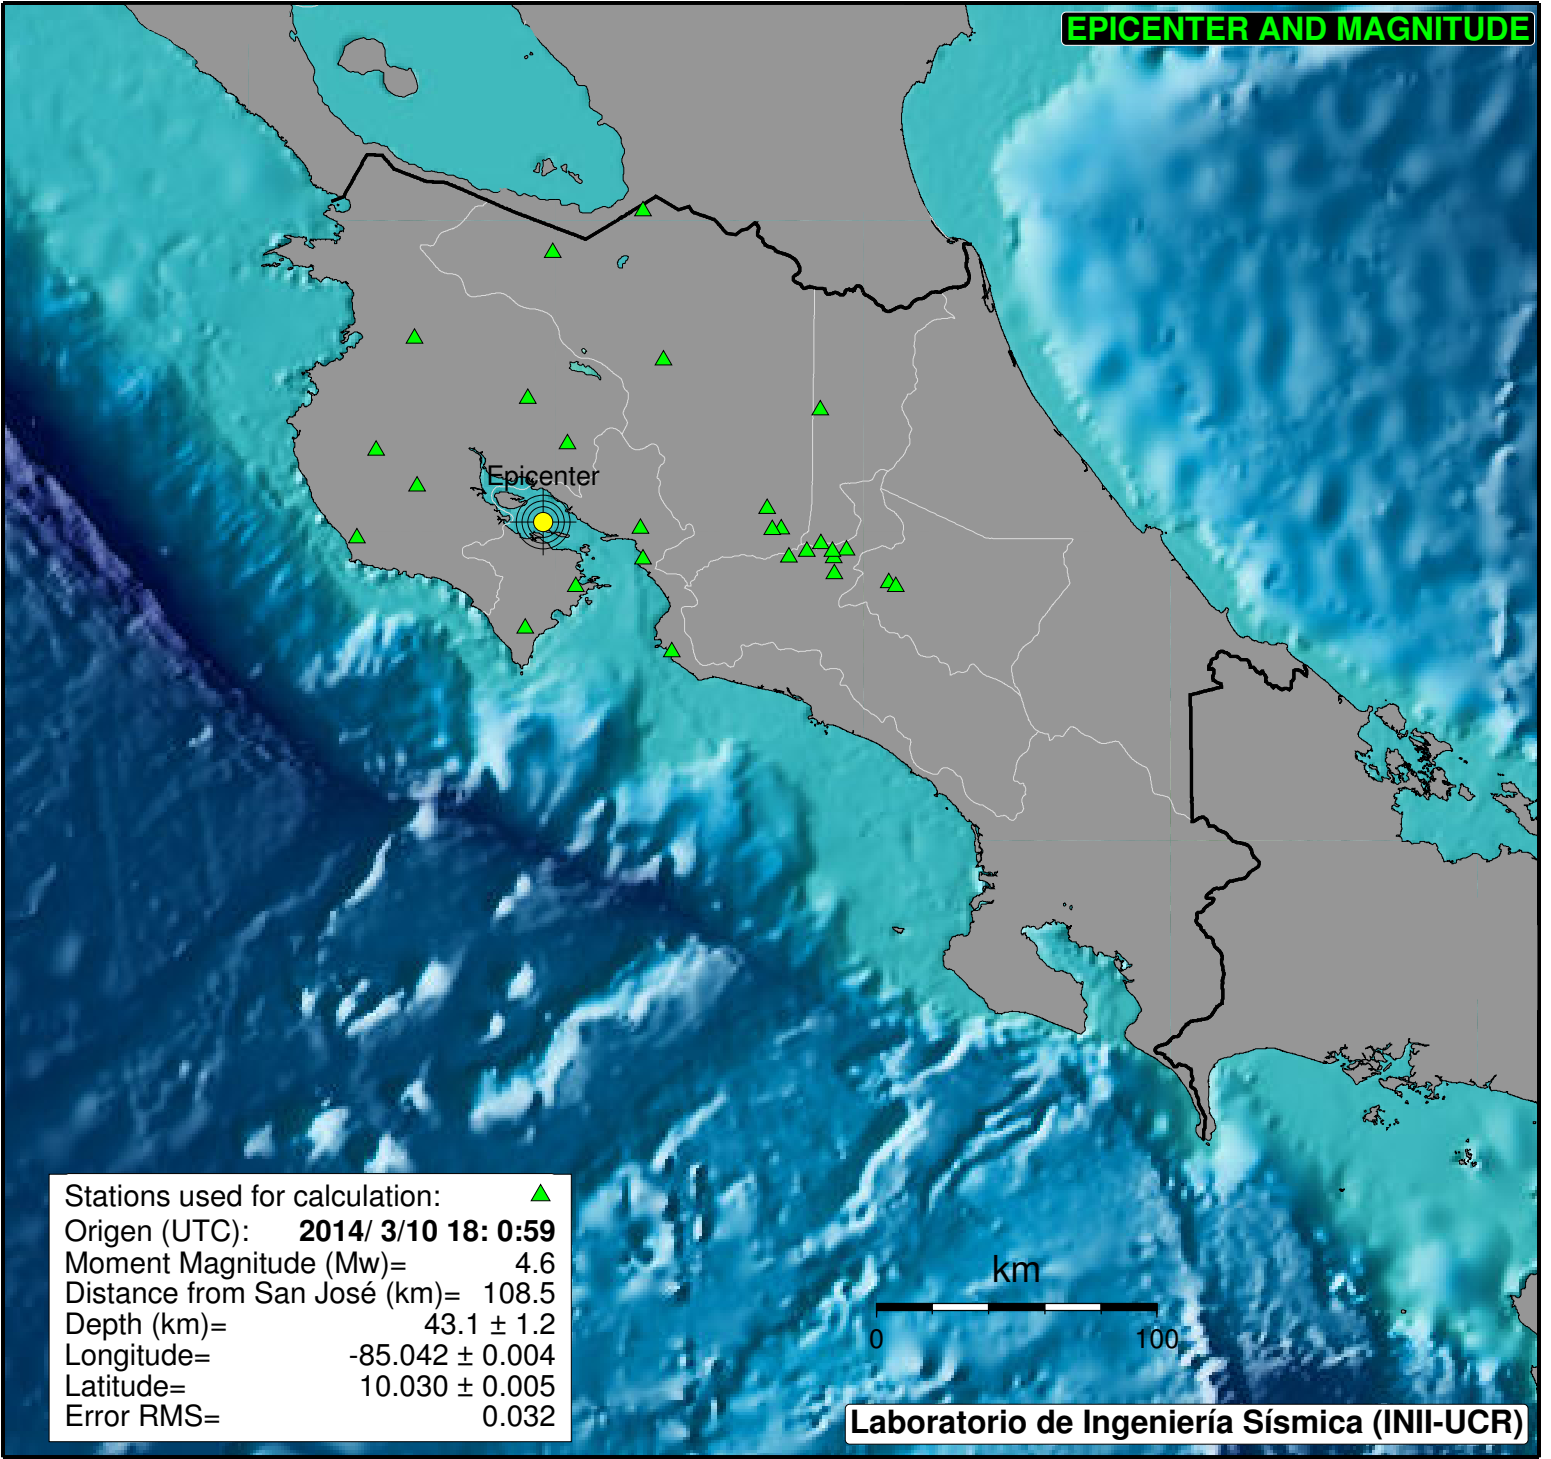 EPICENTER AND MAGNITUDE
Epicenter
Stations used for calculation:
Origen (UTC): 2014/ 3/10 18: 0:59
Moment Magnitude (Mw)= 4.6
Distance from San José (km)= 108.5
Depth (km)= 43.1 ± 1.2
Longitude= -85.042 ± 0.004
Latitude= 10.030 ± 0.005
Error RMS= 0.032
km
0 100
Laboratorio de Ingeniería Sísmica (INII-UCR)